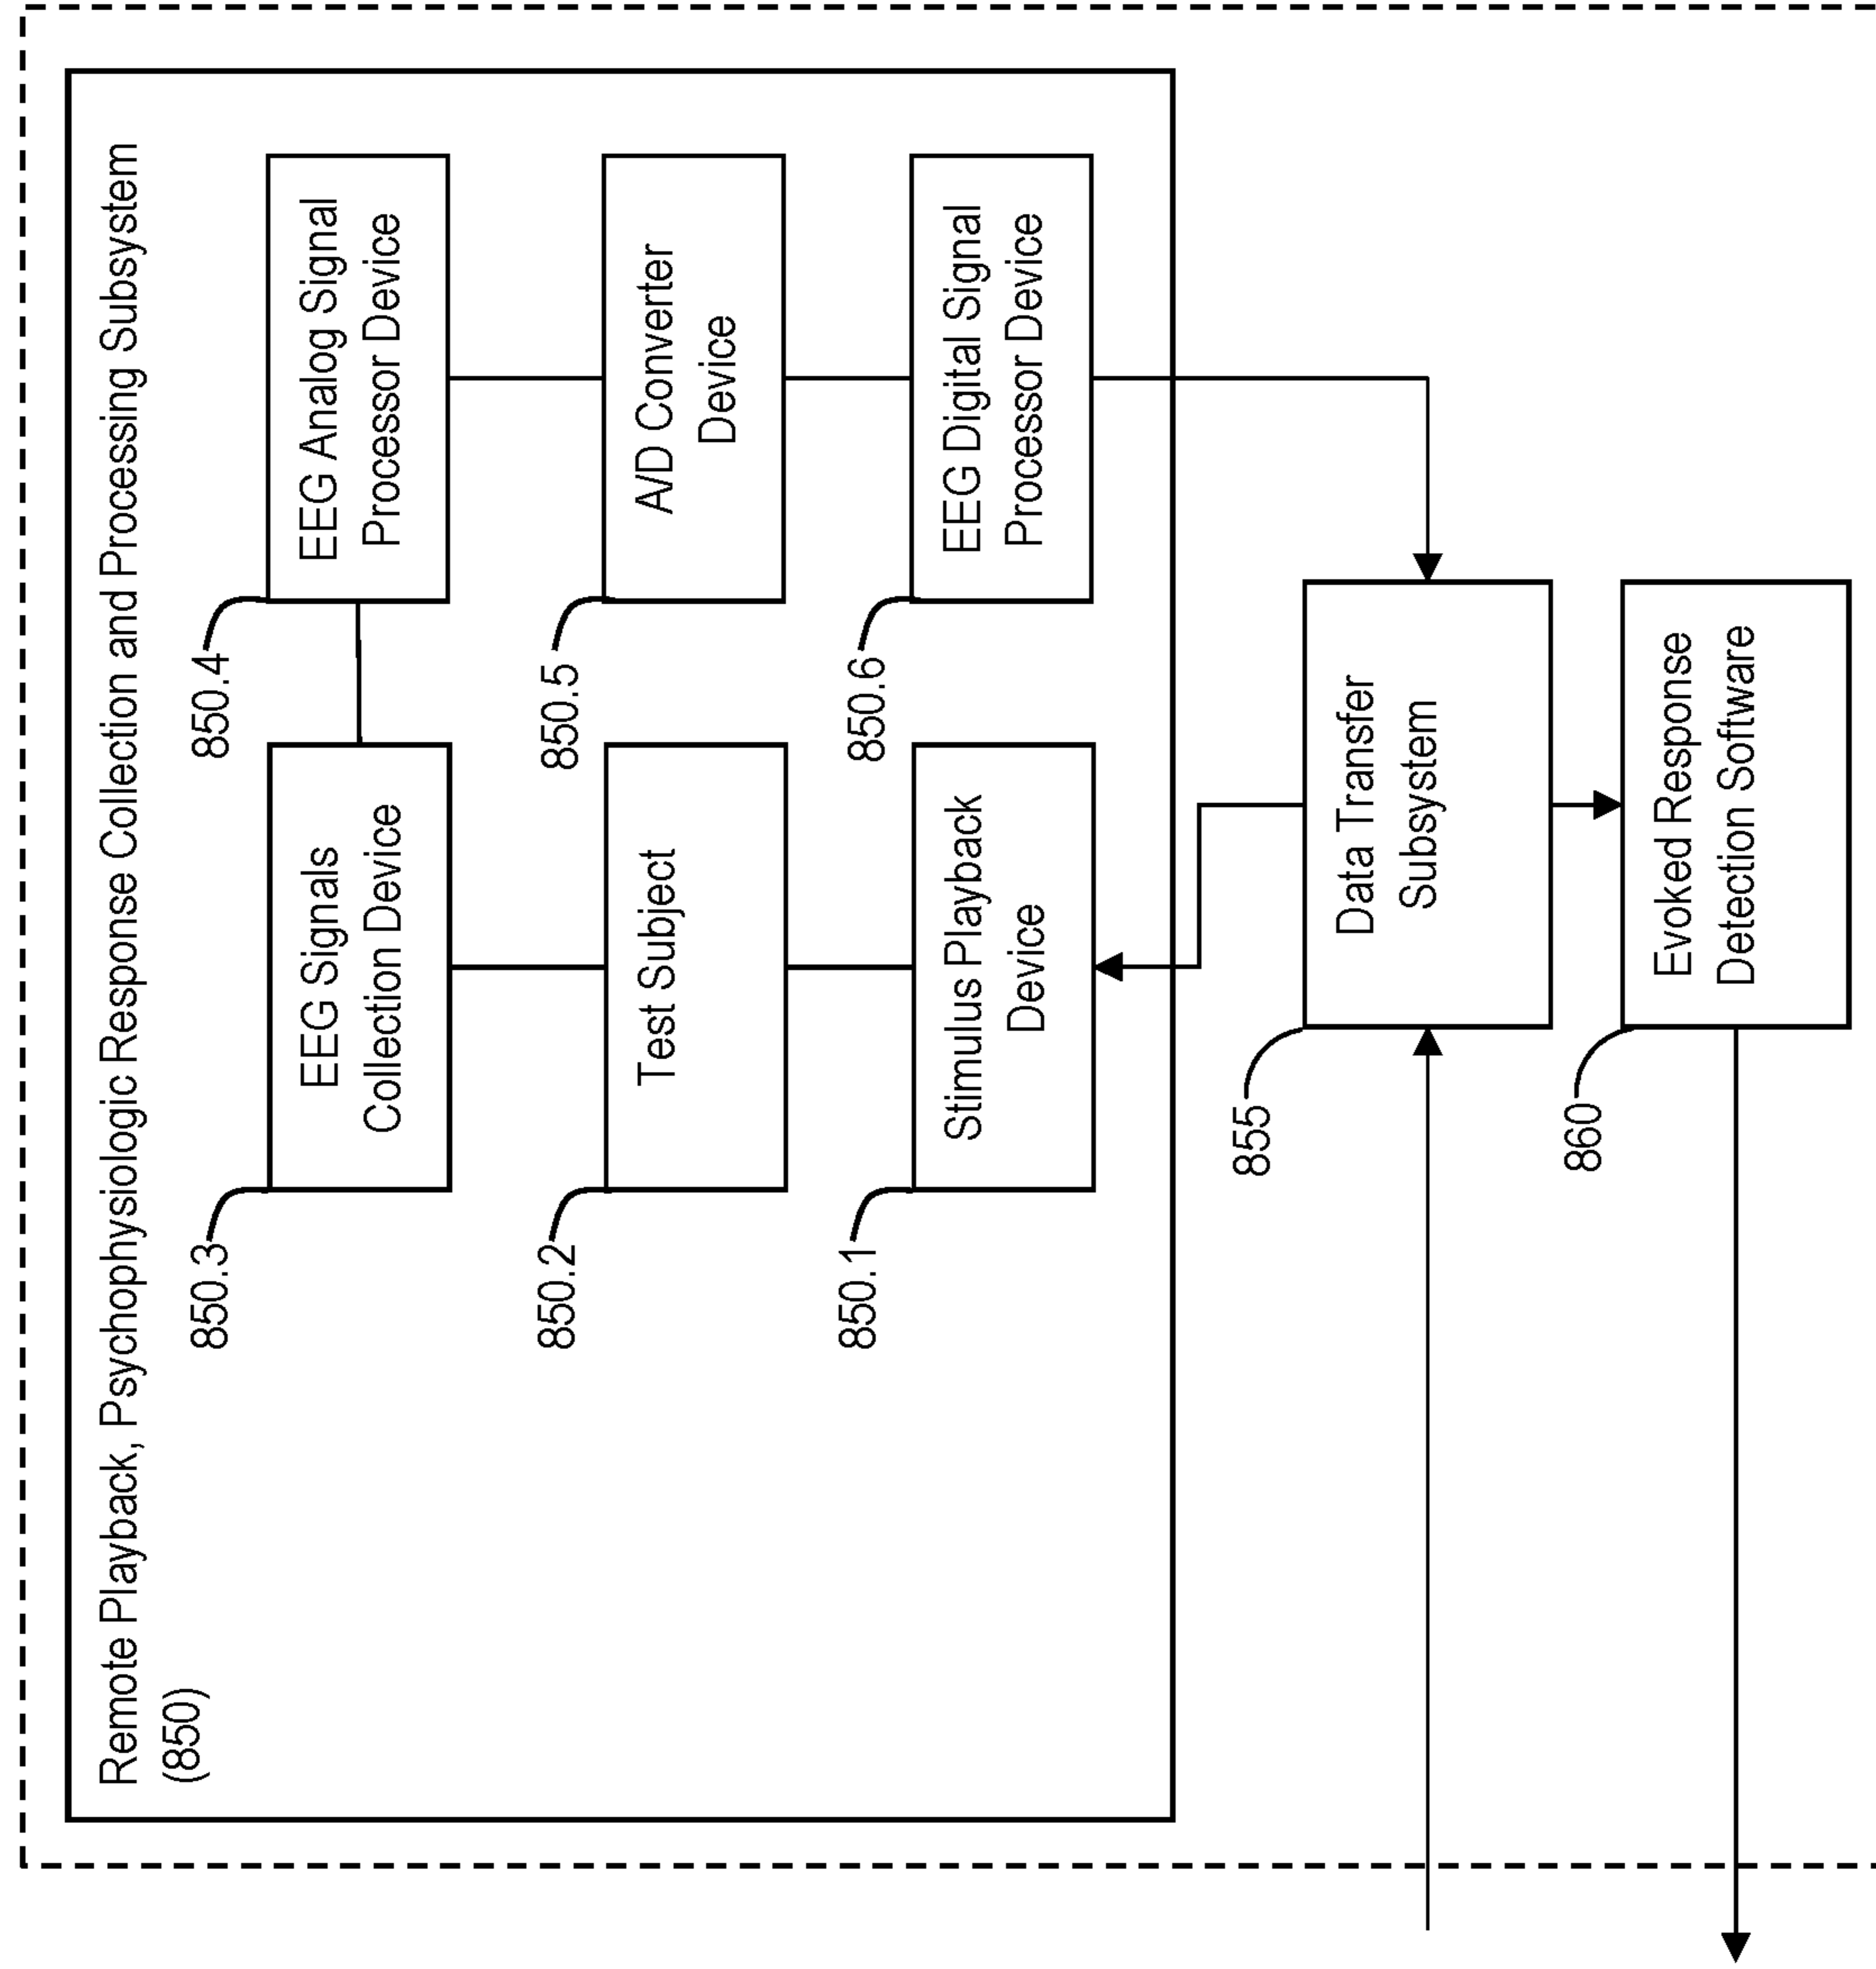 Remote Playback, Psychophysiologic Response Collection and Processing Subsystem
(850)
850.3
EEG Signals
Collection Device
850.4
EEG Analog Signal
Processor Device
850.2
Test Subject
850.5
A/D Converter
Device
850.1
Stimulus Playback
Device
850.6
EEG Digital Signal
Processor Device
855
Data Transfer
Subsystem
860
Evoked Response
Detection Software